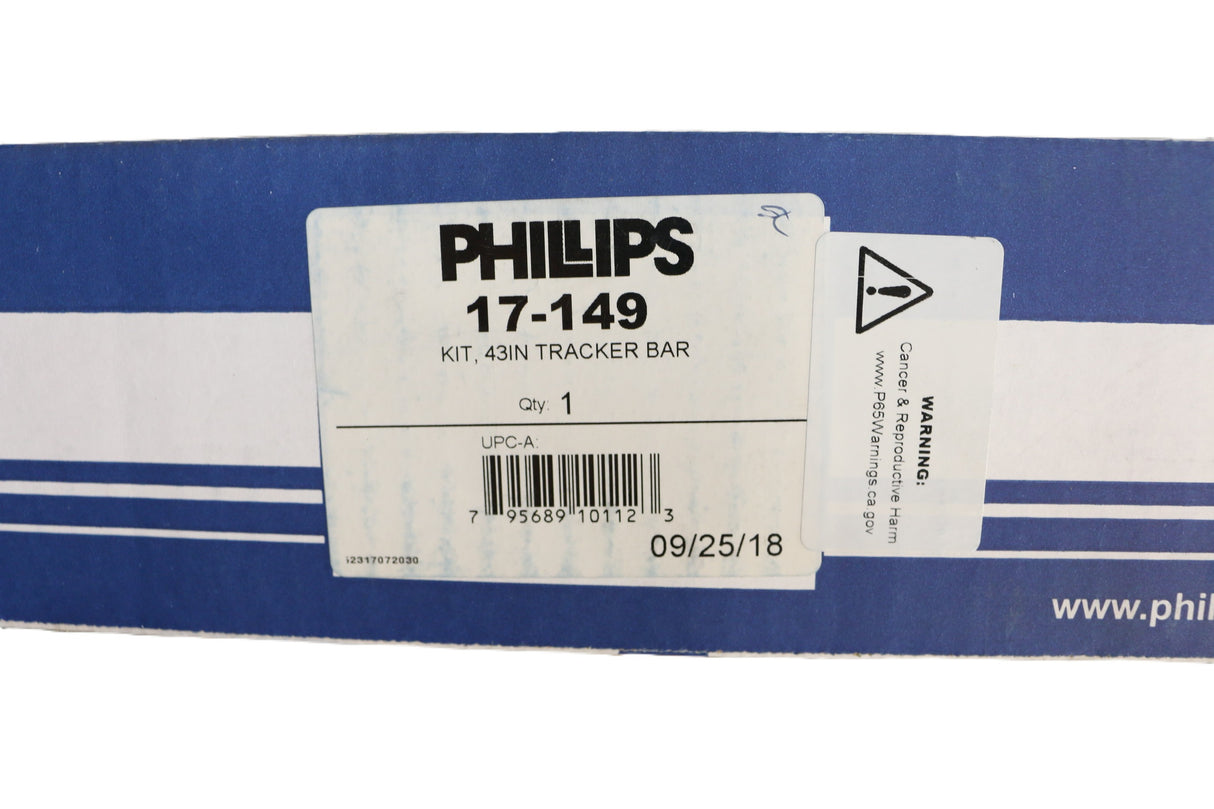 PHILLIPS
17-149
KIT, 43IN TRACKER BAR
Qty: 1
UPC-A:
7 95689 10112 3
09/25/18
12317072030
WARNING:
Cancer & Reproductive Harm
www.P65Warnings.ca.gov
www.phil